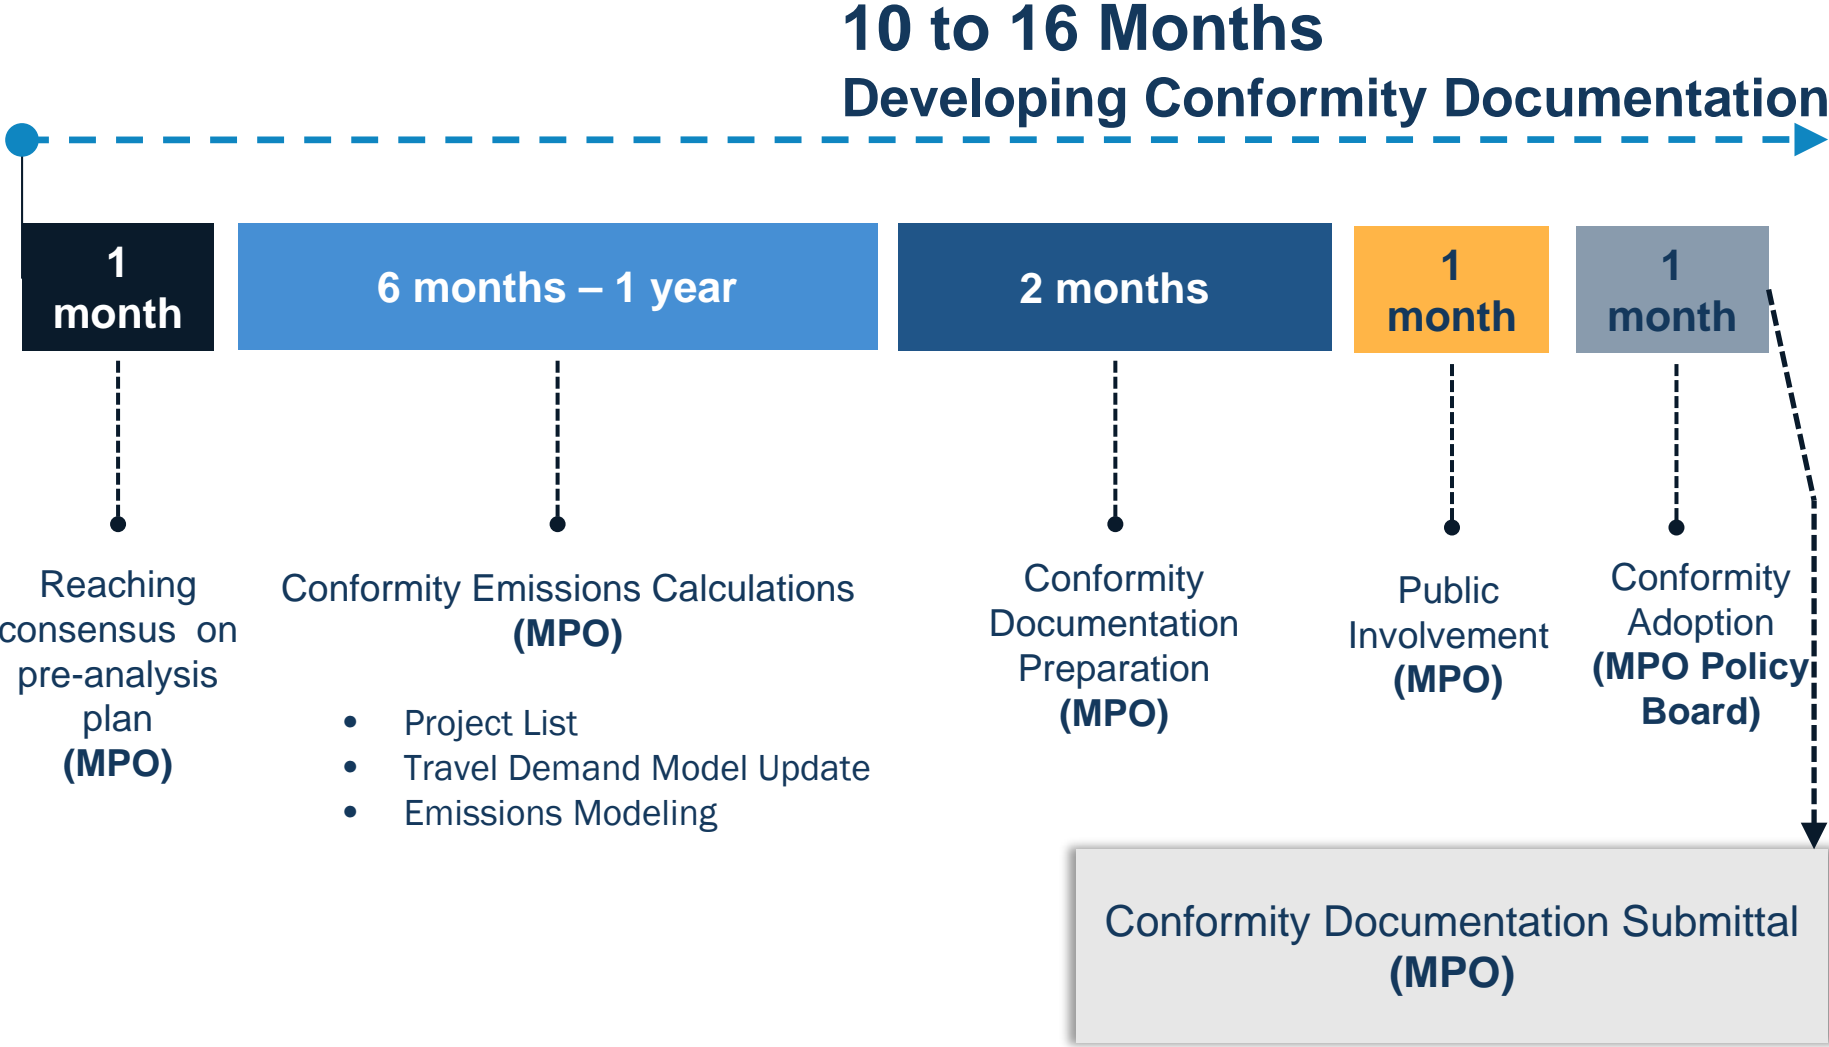 10 to 16 Months
Developing Conformity Documentation
1
month
6 months – 1 year
2 months
1
month
1
month
Reaching
consensus on
pre-analysis
plan
(MPO)
Conformity Emissions Calculations
(MPO)
• Project List
• Travel Demand Model Update
• Emissions Modeling
Conformity
Documentation
Preparation
(MPO)
Public
Involvement
(MPO)
Conformity
Adoption
(MPO Policy
Board)
Conformity Documentation Submittal
(MPO)